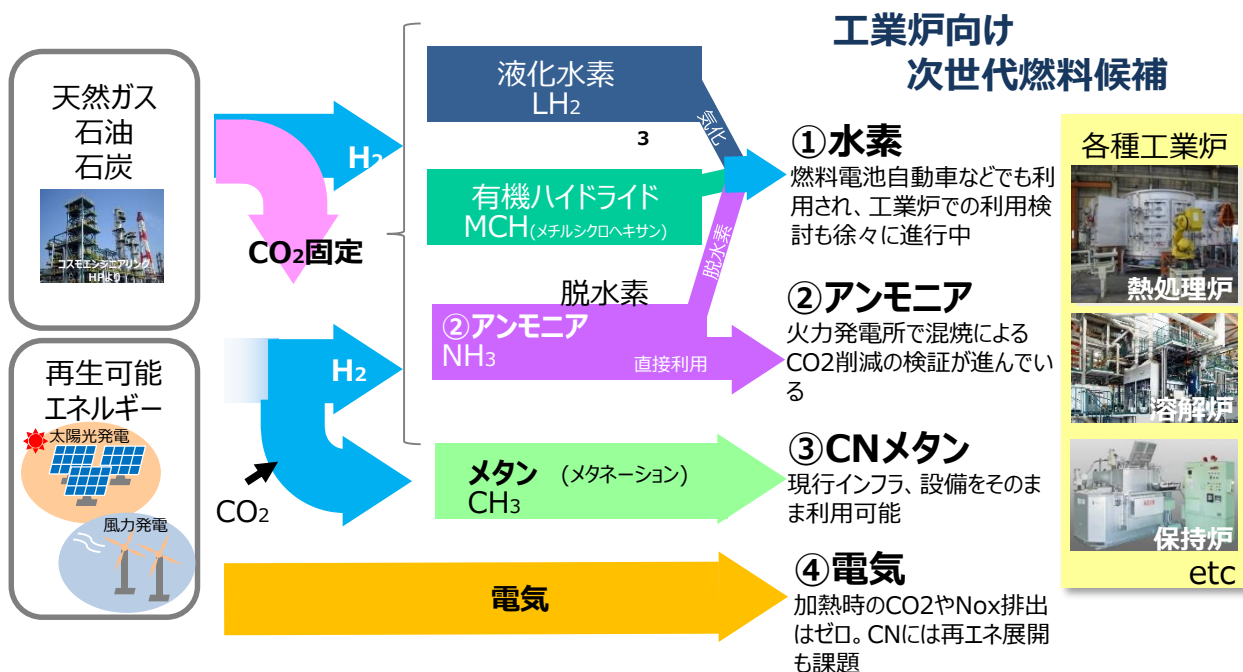 工業炉向け
次世代燃料候補
天然ガス
石油
石炭
コスモエンジニアリング
HPより
H₂
CO₂固定
液化水素
LH₂
気化
3
有機ハイドライド
MCH(メチルシクロヘキサン)
脱水素
脱水素
②アンモニア
NH₃
直接利用
①水素
燃料電池自動車などでも利
用され、工業炉での利用検
討も徐々に進行中
②アンモニア
火力発電所で混焼による
CO2削減の検証が進んでい
る
各種工業炉
熱処理炉
溶解炉
保持炉
etc
再生可能
エネルギー
太陽光発電
風力発電
H₂
CO₂
メタン (メタネーション)
CH₃
③CNメタン
現行インフラ、設備をそのま
ま利用可能
電気
④電気
加熱時のCO2やNox排出
はゼロ。CNには再エネ展開
も課題